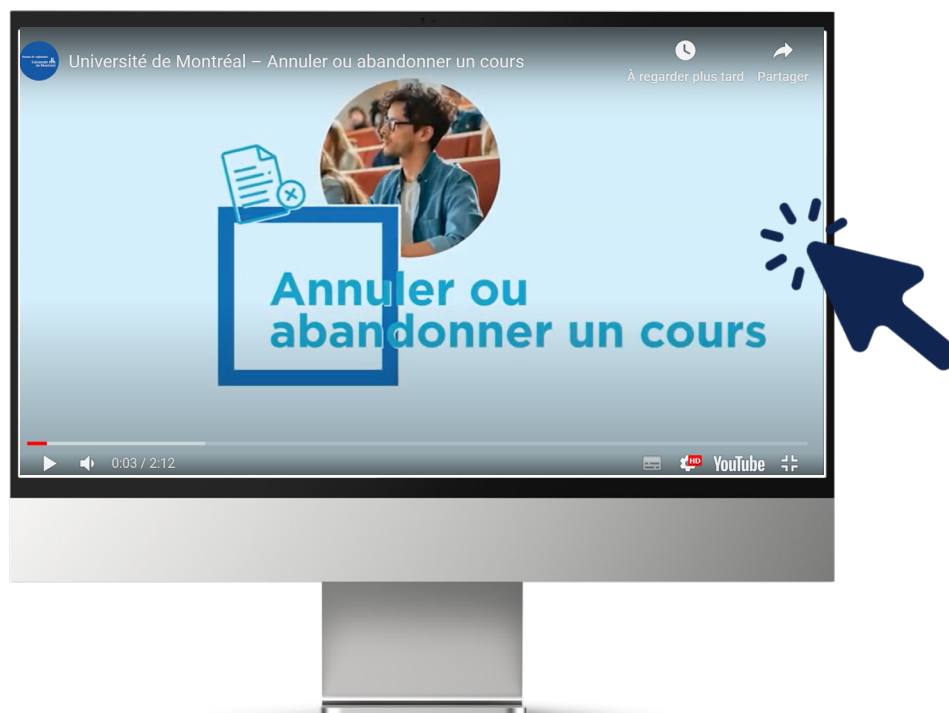 Université de Montréal – Annuler ou abandonner un cours
À regarder plus tard
Partager
Annuler ou
abandonner un cours
0:03 / 2:12
HD
YouTube